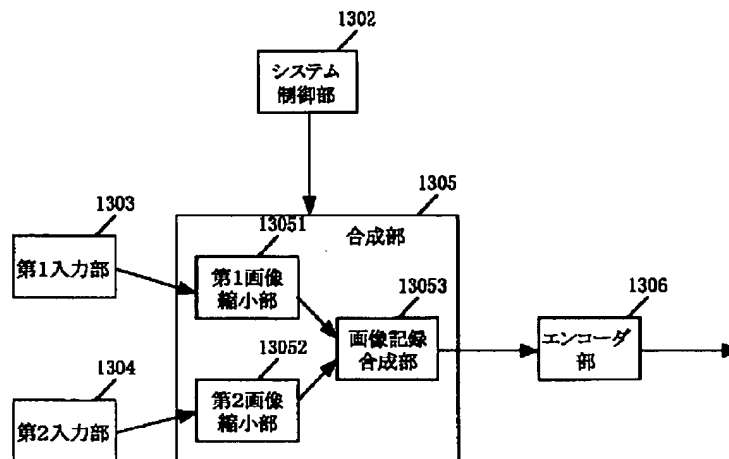 1302
システム
制御部
1305
合成部
1303
第1入力部
13051
第1画像
縮小部
13053
画像記録
合成部
1306
エンコーダ
部
1304
第2入力部
13052
第2画像
縮小部